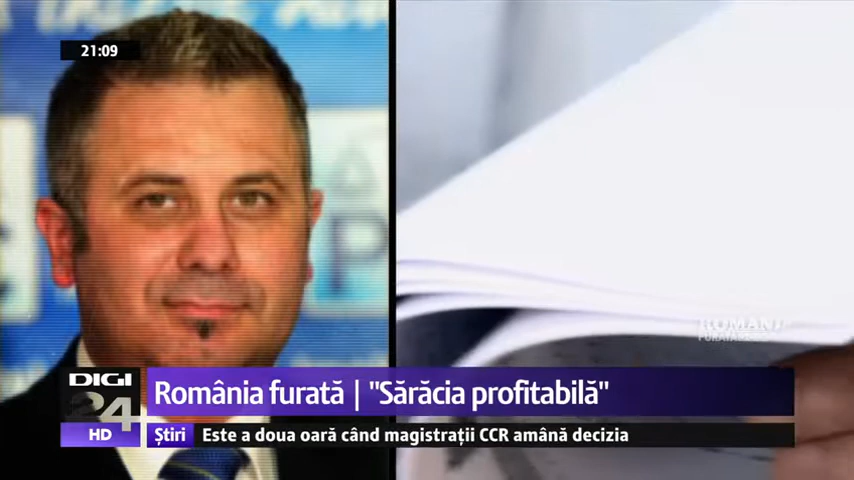 21:09
DIGI
24
HD
România furată | "Sărăcia profitabilă"
Știri
Este a doua oară când magistrații CCR amână decizia
P